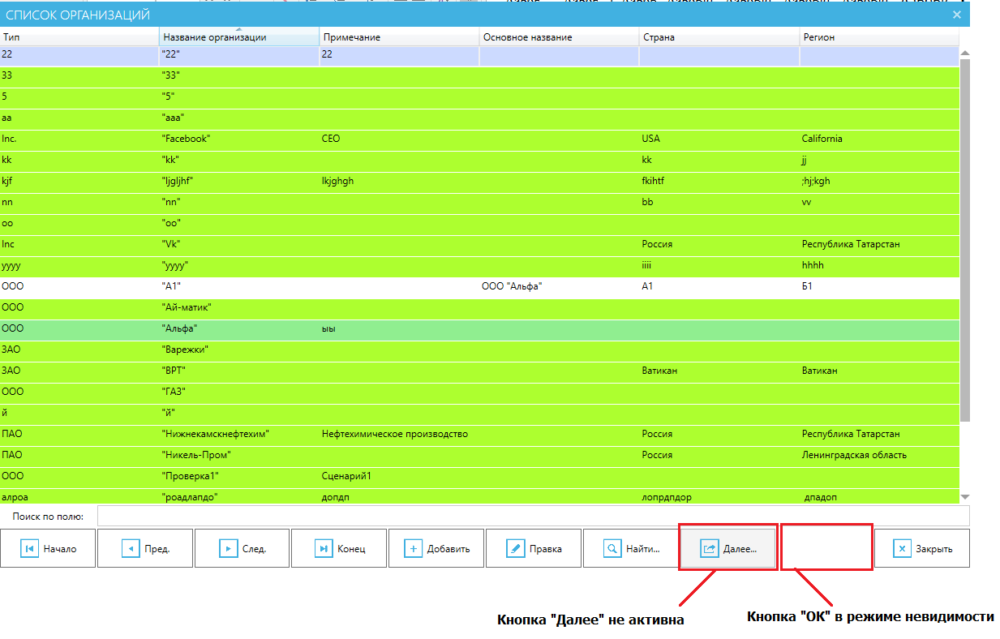 СПИСОК ОРГАНИЗАЦИЙ
Тип Название организации Примечание Основное название Страна Регион
22 "22" 22
33 "33"
5 "5"
аа "ааа"
Inc. "Facebook" CEO USA California
kk "kk" kk jj
kjf "ljgljhf" lkjghgh fkihtf ;hj;kgh
nn "nn" bb vv
oo "oo"
Inc "Vk" Россия Республика Татарстан
yyyy "yyyy" iiii hhhh
ООО "А1" ООО "Альфа" А1 Б1
ООО "Ай-матик"
ООО "Альфа" ыы
ЗАО "Варежки"
ЗАО "ВРТ" Ватикан Ватикан
ООО "ГАЗ"
й "й"
ПАО "Нижнекамскнефтехим" Нефтехимическое производство Россия Республика Татарстан
ПАО "Никель-Пром" Россия Ленинградская область
ООО "Проверка1" Сценарий1
алроа "роадлапдо" допдп лопрдпдор дпадоп
Поиск по полю:
Начало Пред. След. Конец Добавить Правка Найти... Далее... Закрыть
Кнопка "Далее" не активна Кнопка "ОК" в режиме невидимости